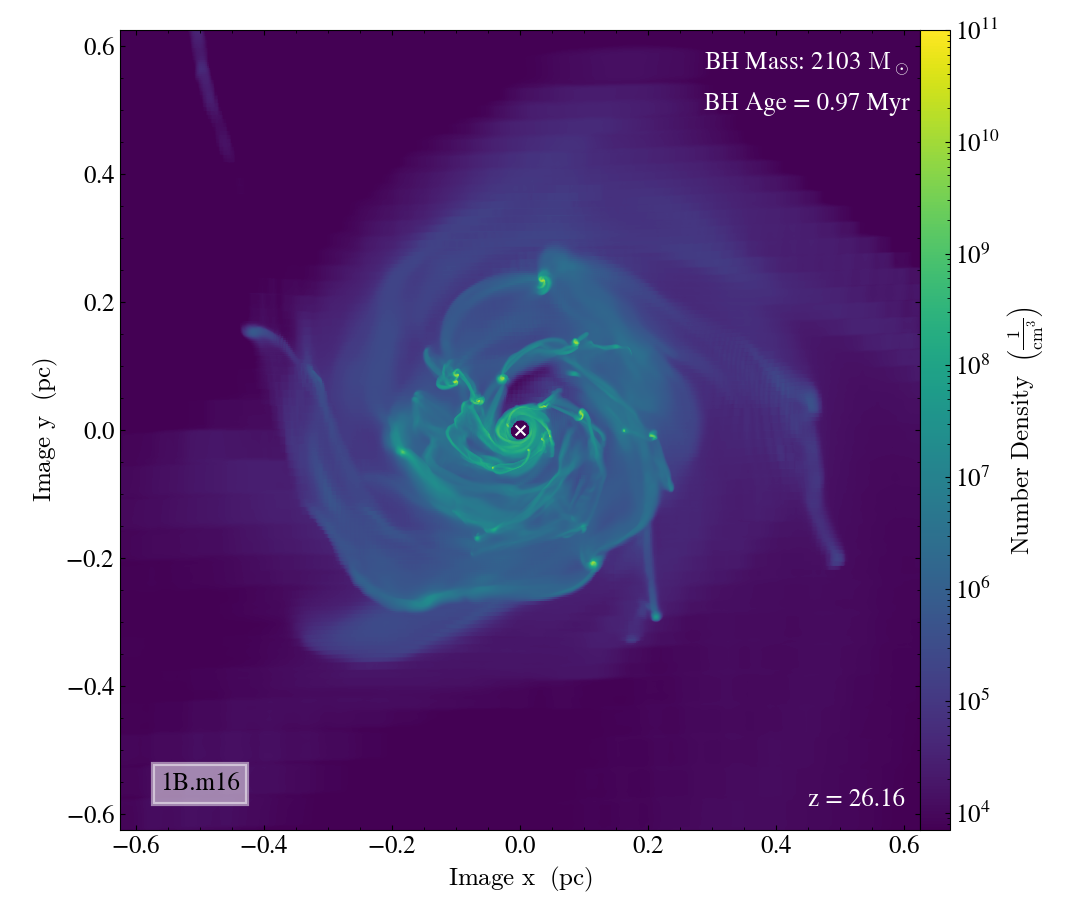 BH Mass: 2103 M☉
BH Age = 0.97 Myr
1B.m16
z = 26.16
0.6
0.4
0.2
0.0
−0.2
−0.4
−0.6
Image y (pc)
−0.6 −0.4 −0.2 0.0 0.2 0.4 0.6
Image x (pc)
10¹¹
10¹⁰
10⁹
10⁸
10⁷
10⁶
10⁵
10⁴
Number Density (1/cm³)